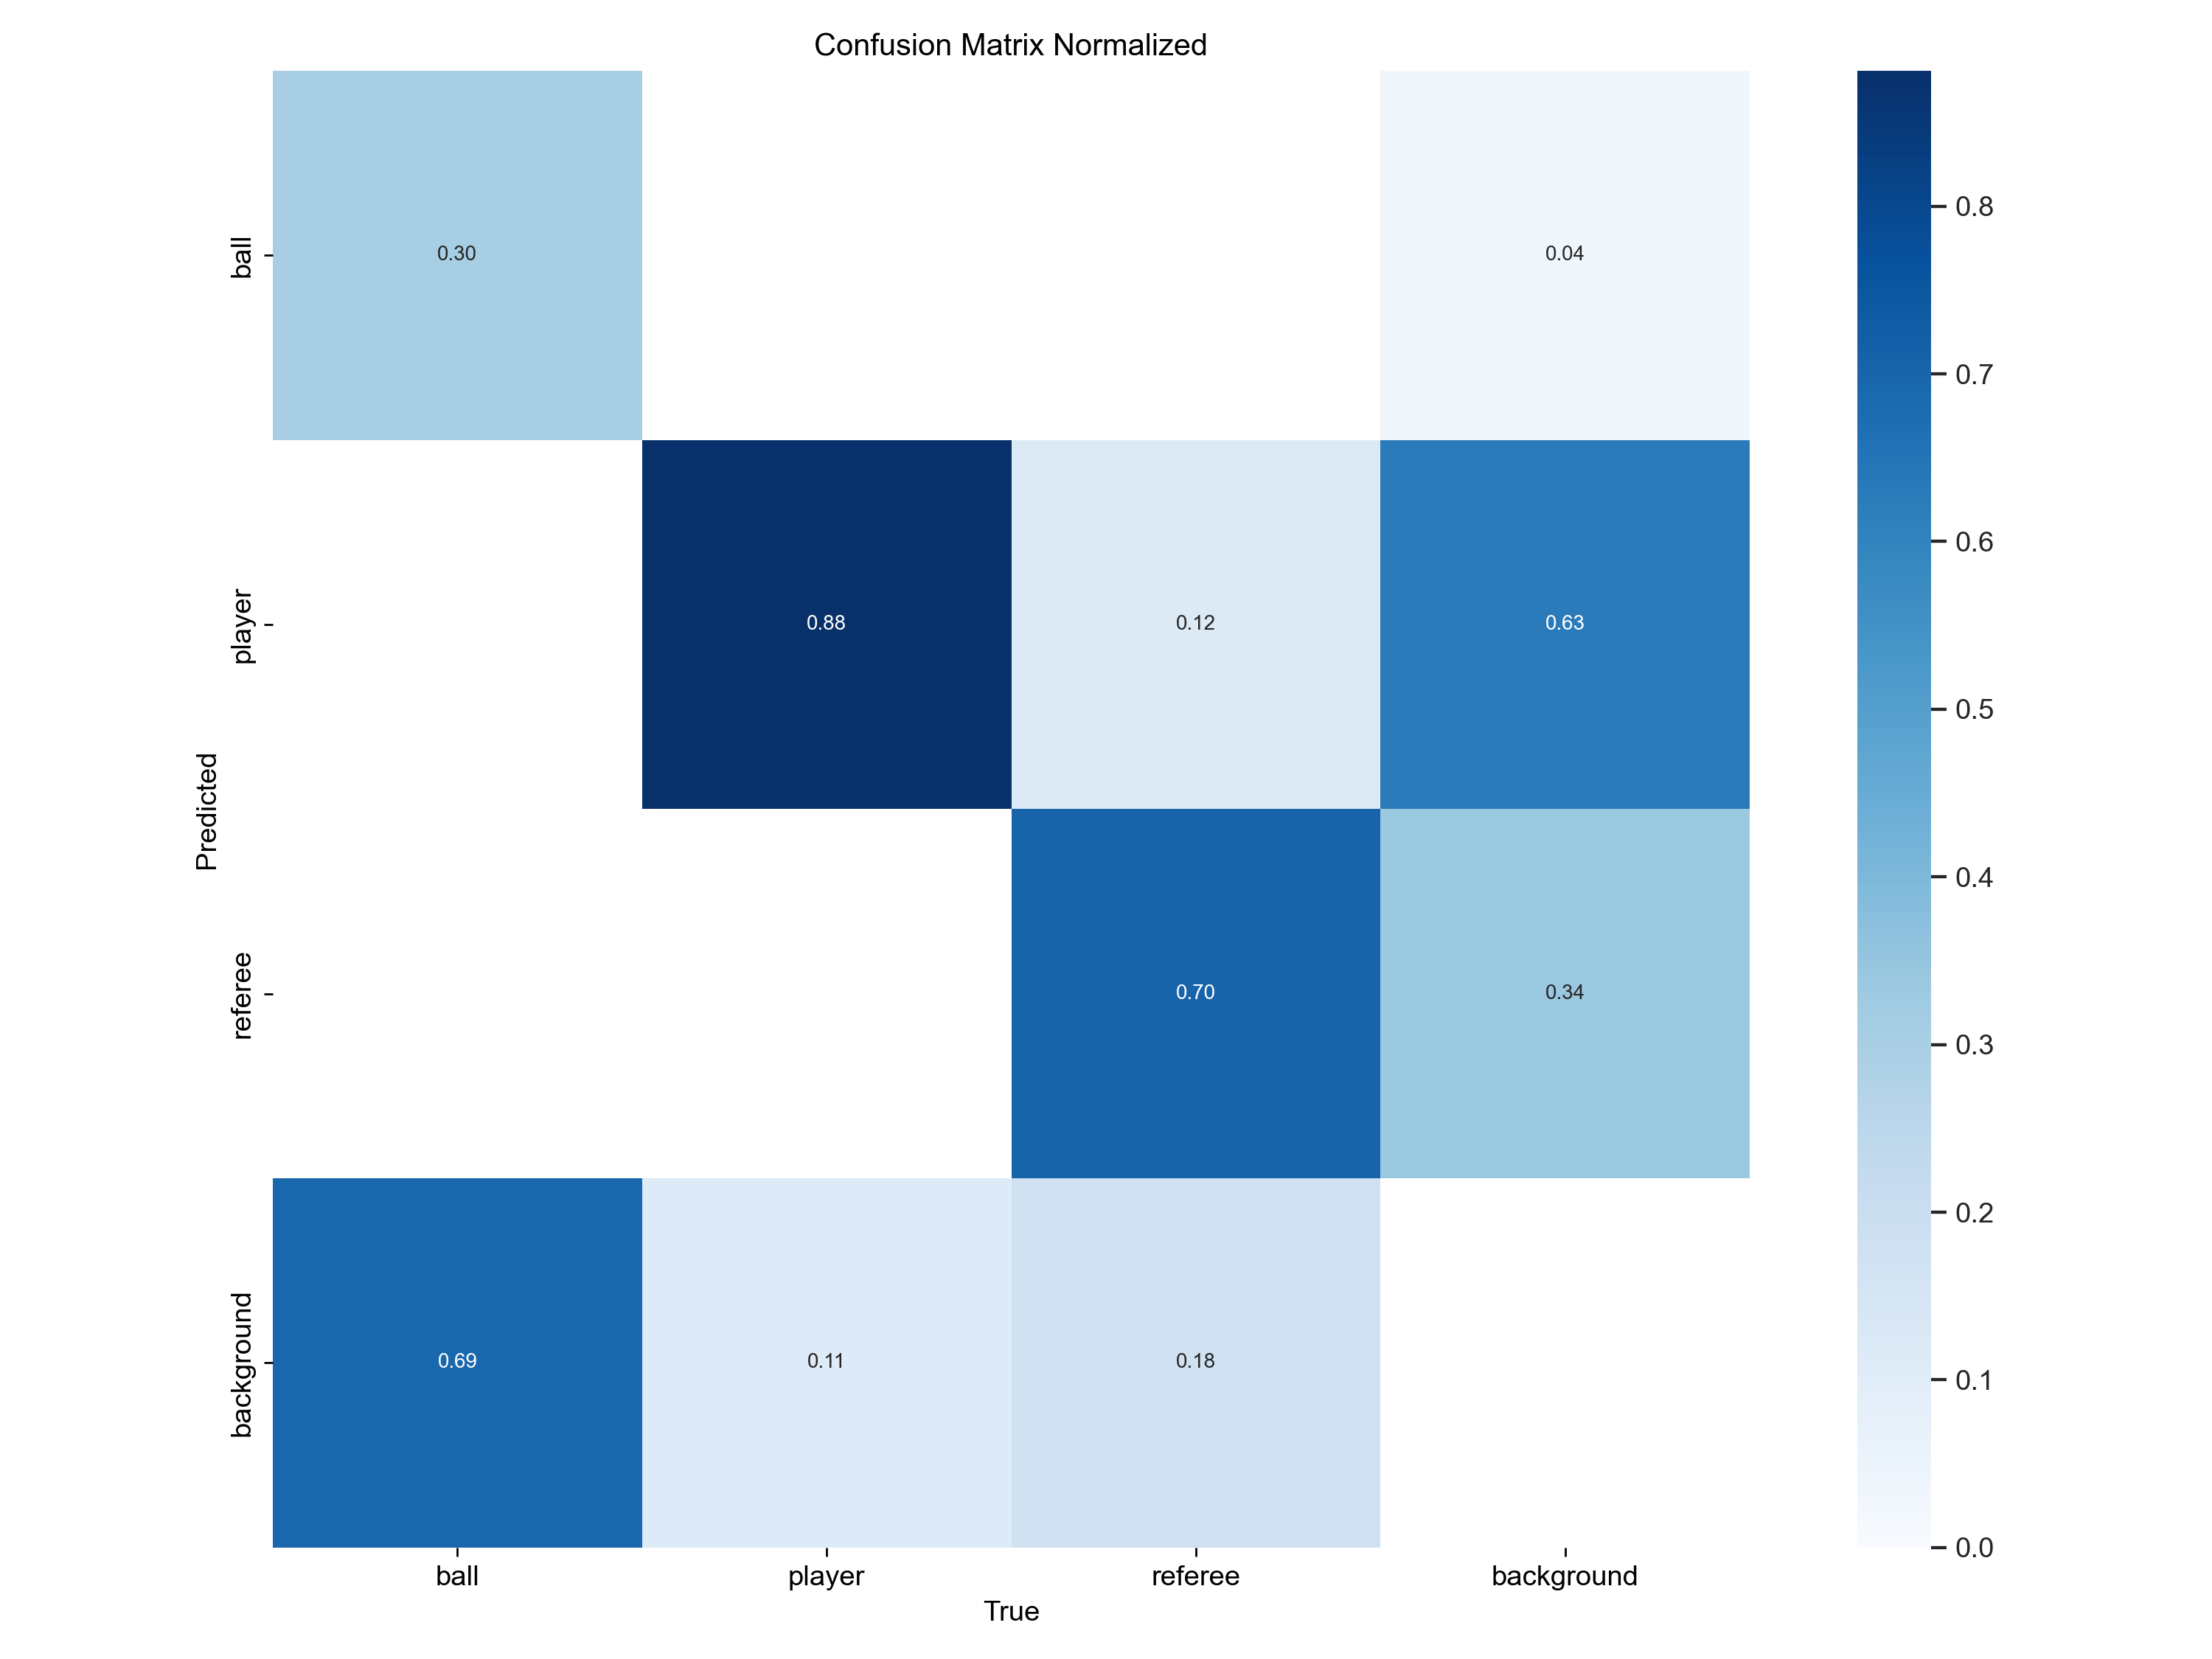 Confusion Matrix Normalized
ball
0.30
0.04
player
0.88
0.12
0.63
referee
0.70
0.34
background
0.69
0.11
0.18
Predicted
ball
player
referee
background
True
0.8
0.7
0.6
0.5
0.4
0.3
0.2
0.1
0.0